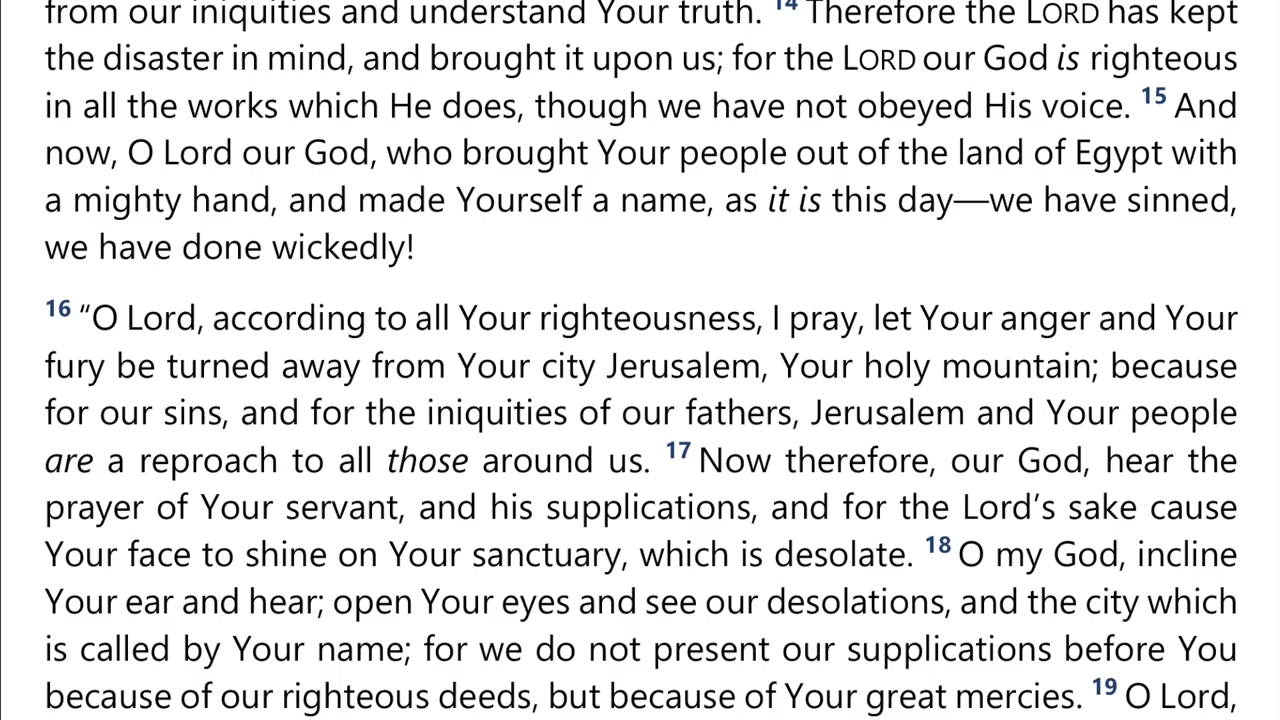 from our iniquities and understand Your truth. 14 Therefore the LORD has kept
the disaster in mind, and brought it upon us; for the LORD our God is righteous
in all the works which He does, though we have not obeyed His voice. 15 And
now, O Lord our God, who brought Your people out of the land of Egypt with
a mighty hand, and made Yourself a name, as it is this day—we have sinned,
we have done wickedly!
16 “O Lord, according to all Your righteousness, I pray, let Your anger and Your
fury be turned away from Your city Jerusalem, Your holy mountain; because
for our sins, and for the iniquities of our fathers, Jerusalem and Your people
are a reproach to all those around us. 17 Now therefore, our God, hear the
prayer of Your servant, and his supplications, and for the Lord’s sake cause
Your face to shine on Your sanctuary, which is desolate. 18 O my God, incline
Your ear and hear; open Your eyes and see our desolations, and the city which
is called by Your name; for we do not present our supplications before You
because of our righteous deeds, but because of Your great mercies. 19 O Lord,